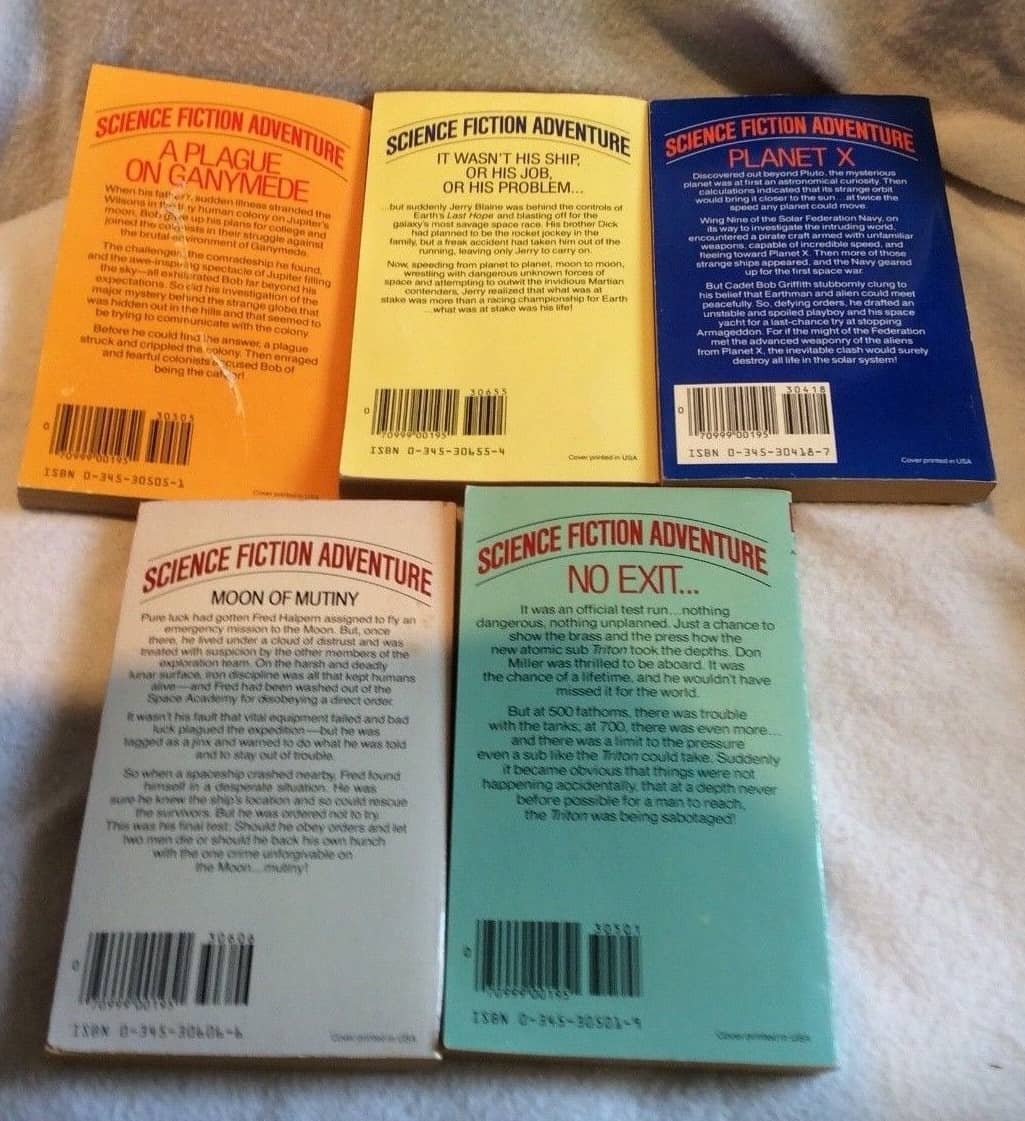 SCIENCE FICTION ADVENTURE
A PLAGUE
ON GANYMEDE
When his sudden illness stranded the
Wilsons in the human colony on Jupiter's
moon, Bob up his plans for college and
joined the colonists in their struggle against
the brutal environment of Ganymede.
The challenge, the comradeship he found,
and the awe-inspiring spectacle of Jupiter filling
the sky—all exhilarated Bob far beyond his
expectations. So did his investigation of the
major mystery behind the strange globe that
was hidden out in the hills and that seemed to
be trying to communicate with the colony.
Before he could find the answer, a plague
struck and crippled the colony. Then enraged
and fearful colonists accused Bob of
being the
30505
0
70999 00195
ISBN 0-345-30505-1
Cover printed in USA
SCIENCE FICTION ADVENTURE
IT WASN'T HIS SHIP,
OR HIS JOB,
OR HIS PROBLEM...
...but suddenly Jerry Blaine was behind the controls of
Earth's Last Hope and blasting off for the
galaxy's most savage space race. His brother Dick
had planned to be the rocket jockey in the
family, but a freak accident had taken him out of the
running, leaving only Jerry to carry on.
Now, speeding from planet to planet, moon to moon,
wrestling with dangerous unknown forces of
space and attempting to outwit the invidious Martian
contenders, Jerry realized that what was at
stake was more than a racing championship for Earth
...what was at stake was his life!
30655
0
70999 00195
ISBN 0-345-30655-4
Cover printed in USA
SCIENCE FICTION ADVENTURE
PLANET X
Discovered out beyond Pluto, the mysterious
planet was at first an astronomical curiosity. Then
calculations indicated that its strange orbit
would bring it closer to the sun...at twice the
speed any planet could move.
Wing Nine of the Solar Federation Navy, on
its way to investigate the intruding world,
encountered a pirate craft armed with unfamiliar
weapons, capable of incredible speed, and
fleeing toward Planet X. Then more of those
strange ships appeared, and the Navy geared
up for the first space war.
But Cadet Bob Griffith stubbornly clung to
his belief that Earthman and alien could meet
peacefully. So, defying orders, he drafted an
unstable and spoiled playboy and his space
yacht for a last-chance try at stopping
Armageddon. For if the might of the Federation
met the advanced weaponry of the aliens
from Planet X, the inevitable clash would surely
destroy all life in the solar system!
30418
0
70999 00195
ISBN 0-345-30418-7
Cover printed in USA
SCIENCE FICTION ADVENTURE
MOON OF MUTINY
Pure luck had gotten Fred Halpern assigned to fly an
emergency mission to the Moon. But, once
there, he lived under a cloud of distrust and was
treated with suspicion by the other members of the
exploration team. On the harsh and deadly
lunar surface, iron discipline was all that kept humans
alive—and Fred had been washed out of the
Space Academy for disobeying a direct order.
It wasn't his fault that vital equipment failed and bad
luck plagued the expedition—but he was
tagged as a jinx and warned to do what he was told
and to stay out of trouble.
So when a spaceship crashed nearby, Fred found
himself in a desperate situation. He was
sure he knew the ship's location and so could rescue
the survivors. But he was ordered not to try.
This was his final test: Should he obey orders and let
two men die or should he back his own hunch
with the one crime unforgivable on
the Moon...mutiny!
30606
0
70999 00195
ISBN 0-345-30606-6
Cover printed in USA
SCIENCE FICTION ADVENTURE
NO EXIT...
It was an official test run...nothing
dangerous, nothing unplanned. Just a chance to
show the brass and the press how the
new atomic sub Triton took the depths. Don
Miller was thrilled to be aboard. It was
the chance of a lifetime, and he wouldn't have
missed it for the world.
But at 500 fathoms, there was trouble
with the tanks; at 700, there was even more...
and there was a limit to the pressure
even a sub like the Triton could take. Suddenly
it became obvious that things were not
happening accidentally, that at a depth never
before possible for a man to reach,
the Triton was being sabotaged!
30501
0
70999 00195
ISBN 0-345-30501-9
Cover printed in USA